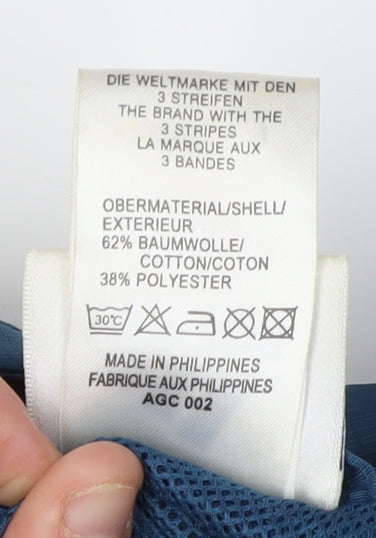 DIE WELTMARKE MIT DEN
3 STREIFEN
THE BRAND WITH THE
3 STRIPES
LA MARQUE AUX
3 BANDES
OBERMATERIAL/SHELL/
EXTERIEUR
62% BAUMWOLLE/
COTTON/COTON
38% POLYESTER
30°C
MADE IN PHILIPPINES
FABRIQUE AUX PHILIPPINES
AGC 002